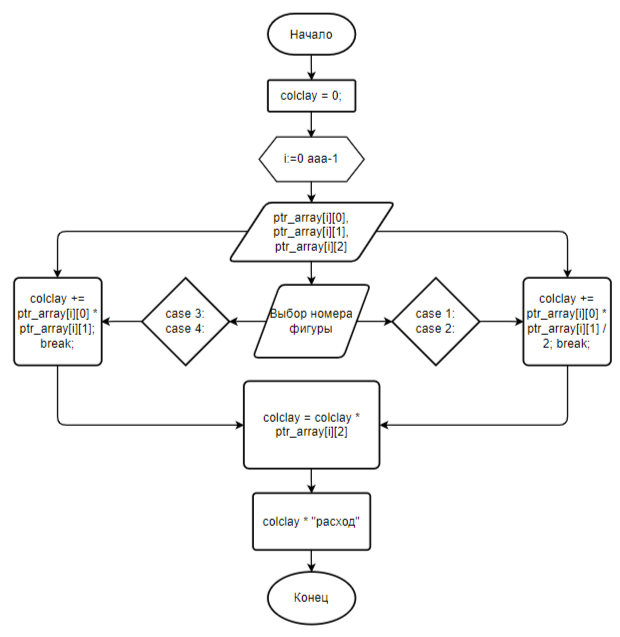 Начало
colclay = 0;
i:=0 aaa-1
ptr_array[i][0],
ptr_array[i][1],
ptr_array[i][2]
colclay +=
ptr_array[i][0] *
ptr_array[i][1];
break;
case 3:
case 4:
Выбор номера
фигуры
case 1:
case 2:
colclay +=
ptr_array[i][0] *
ptr_array[i][1] /
2; break;
colclay = colclay *
ptr_array[i][2]
colclay * "расход"
Конец